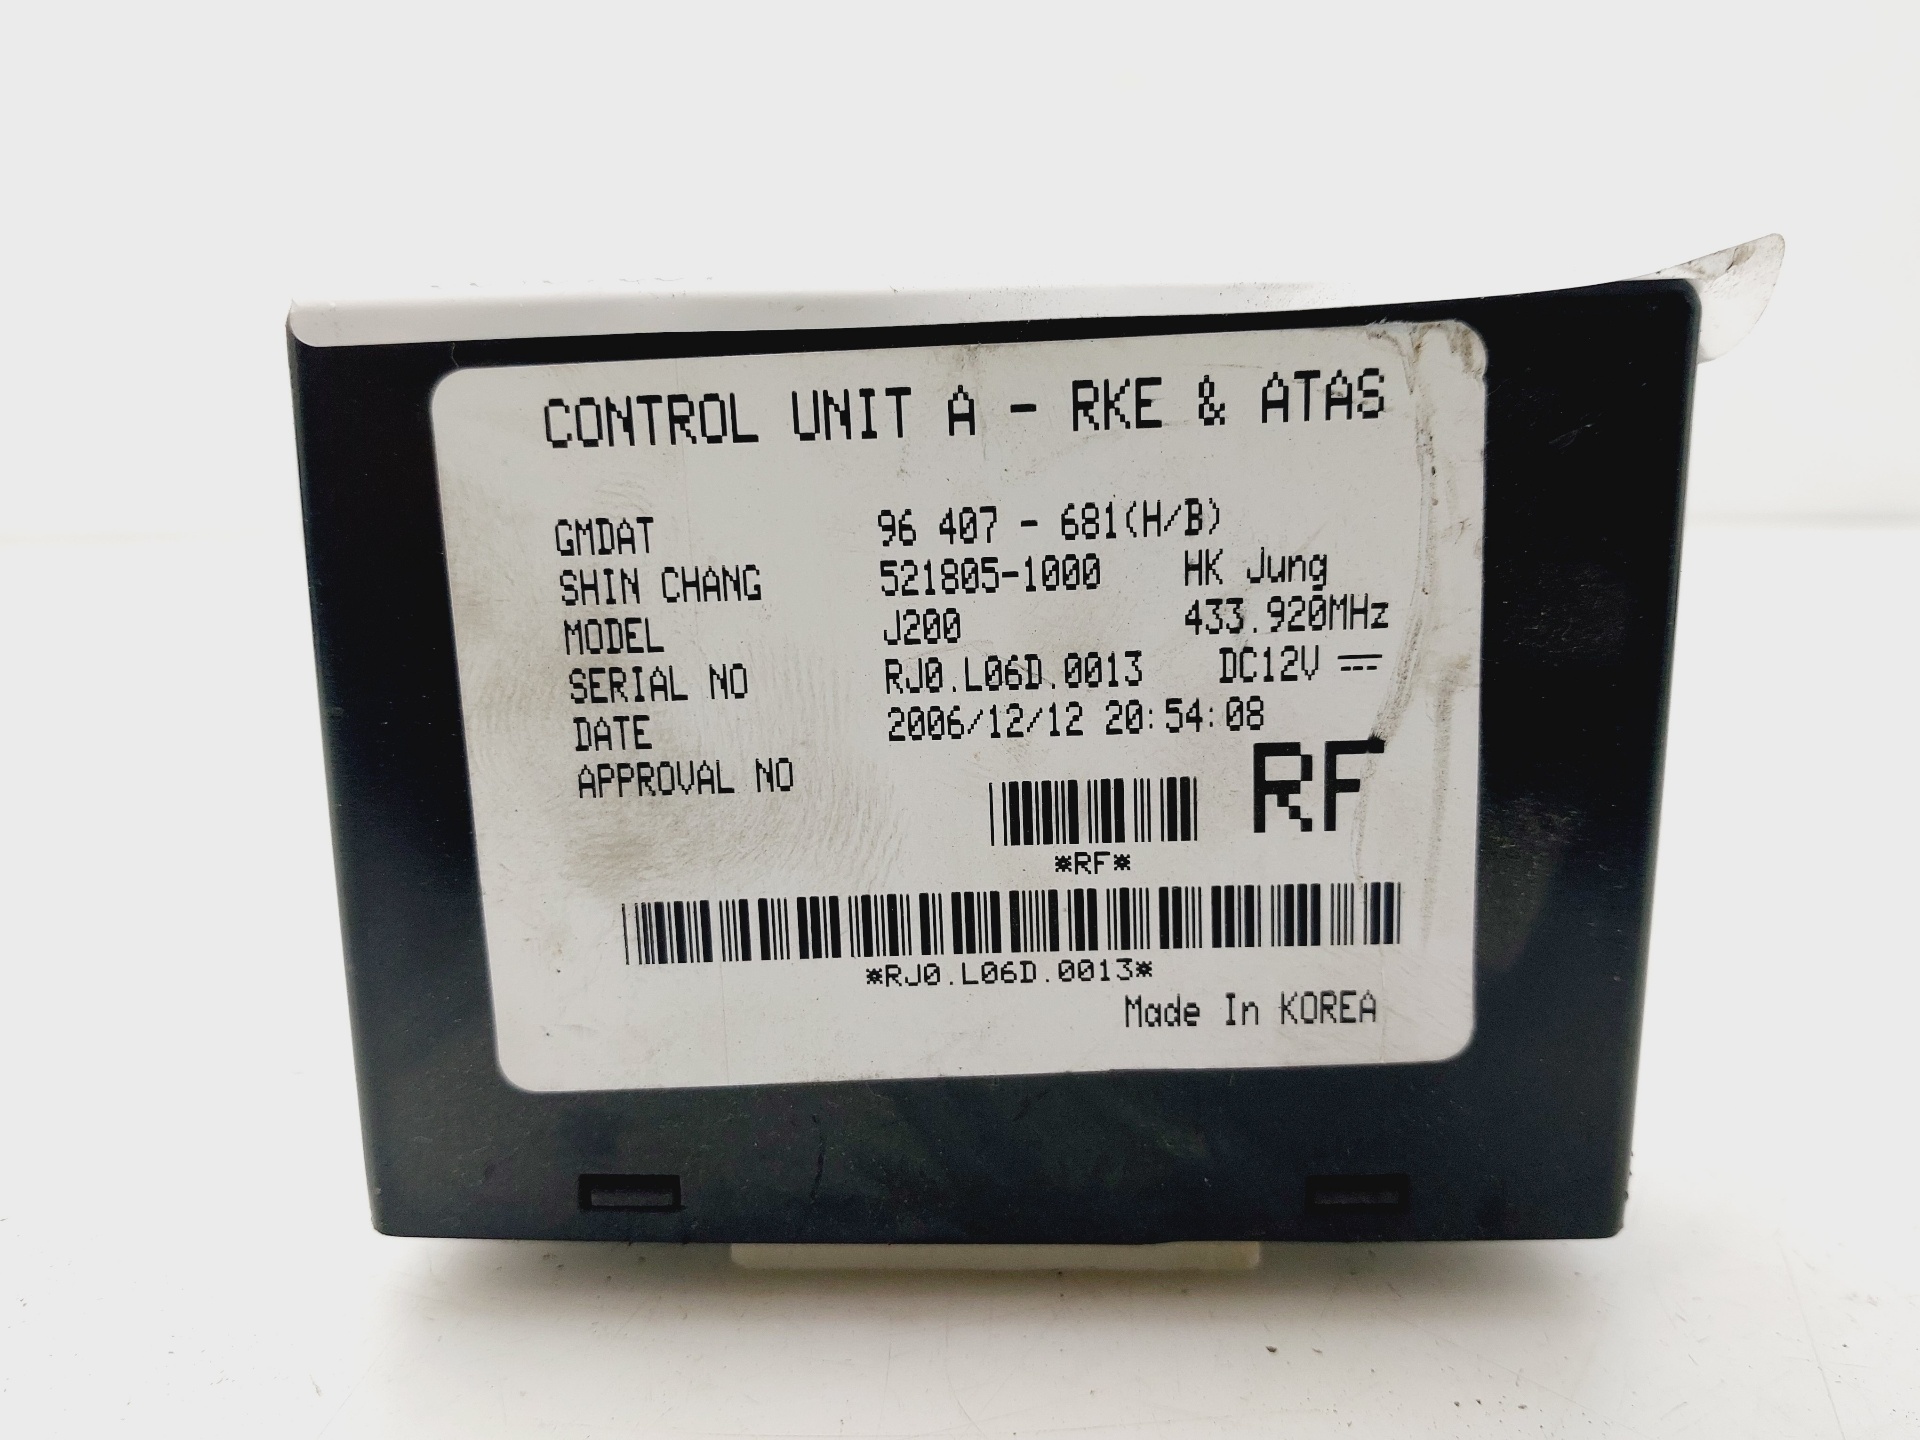 CONTROL UNIT A - RKE & ATAS
GMDAT 96 407 - 681(H/B)
SHIN CHANG 521805-1000 HK Jung
MODEL J200 433.920MHz
SERIAL NO RJ0.L06D.0013 DC12V ⎓
DATE 2006/12/12 20:54:08
APPROVAL NO
RF
*RF*
*RJ0.L06D.0013*
Made In KOREA